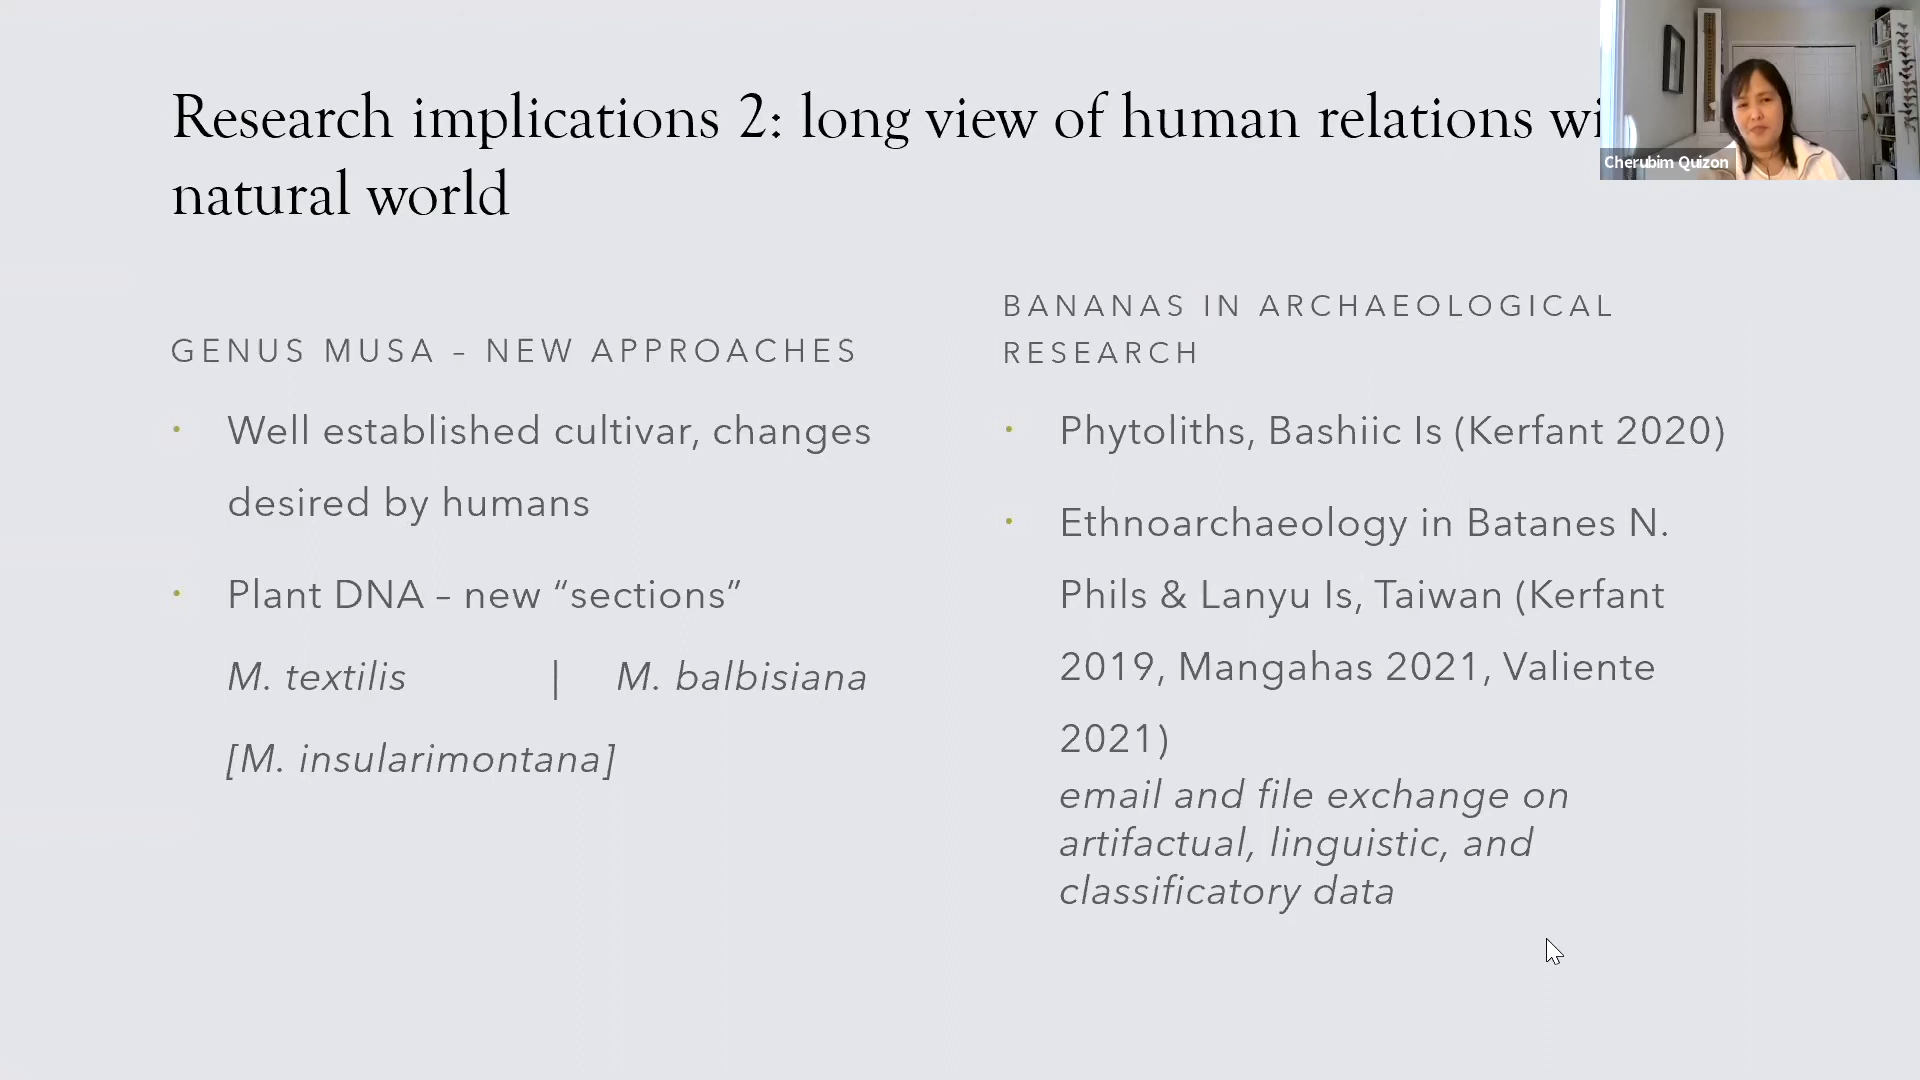 Research implications 2: long view of human relations
natural world
Cherubim Quizon
GENUS MUSA – NEW APPROACHES
• Well established cultivar, changes
desired by humans
• Plant DNA – new “sections”
M. textilis | M. balbisiana
[M. insularimontana]
BANANAS IN ARCHAEOLOGICAL
RESEARCH
• Phytoliths, Bashiic Is (Kerfant 2020)
• Ethnoarchaeology in Batanes N.
Phils & Lanyu Is, Taiwan (Kerfant
2019, Mangahas 2021, Valiente
2021)
email and file exchange on
artifactual, linguistic, and
classificatory data